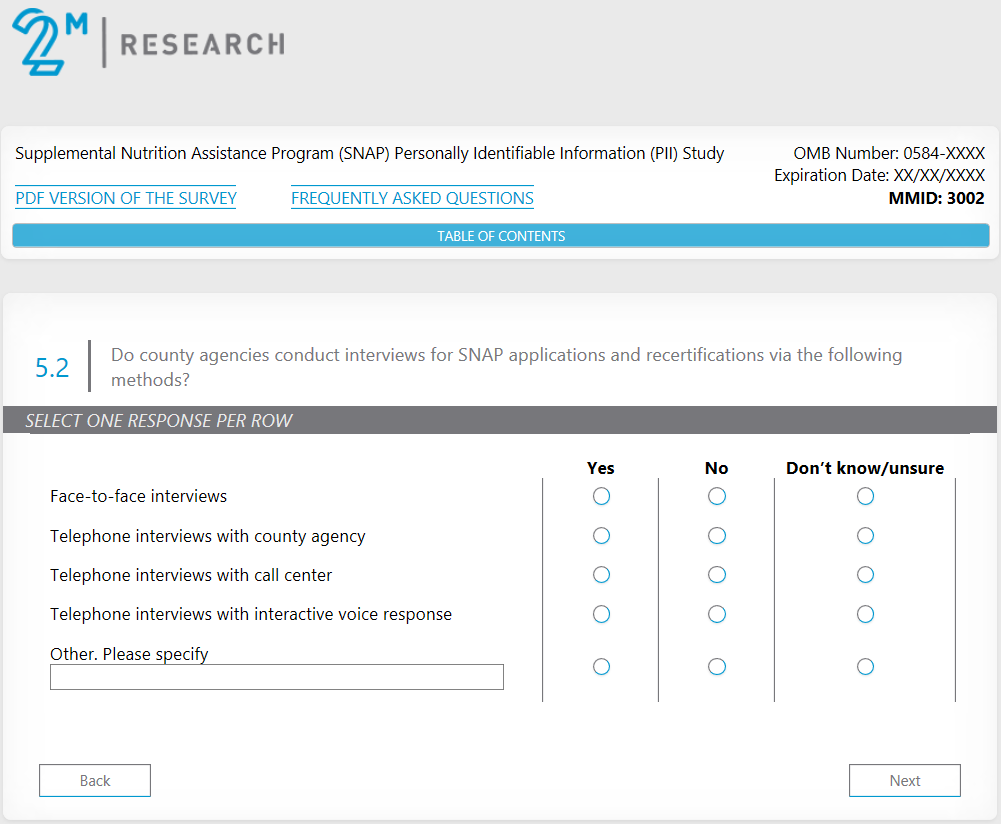 2M RESEARCH
Supplemental Nutrition Assistance Program (SNAP) Personally Identifiable Information (PII) Study
OMB Number: 0584-XXXX
Expiration Date: XX/XX/XXXX
PDF VERSION OF THE SURVEY
FREQUENTLY ASKED QUESTIONS
MMID: 3002
TABLE OF CONTENTS
5.2
Do county agencies conduct interviews for SNAP applications and recertifications via the following
methods?
SELECT ONE RESPONSE PER ROW
Yes No Don’t know/unsure
Face-to-face interviews
Telephone interviews with county agency
Telephone interviews with call center
Telephone interviews with interactive voice response
Other. Please specify
Back
Next